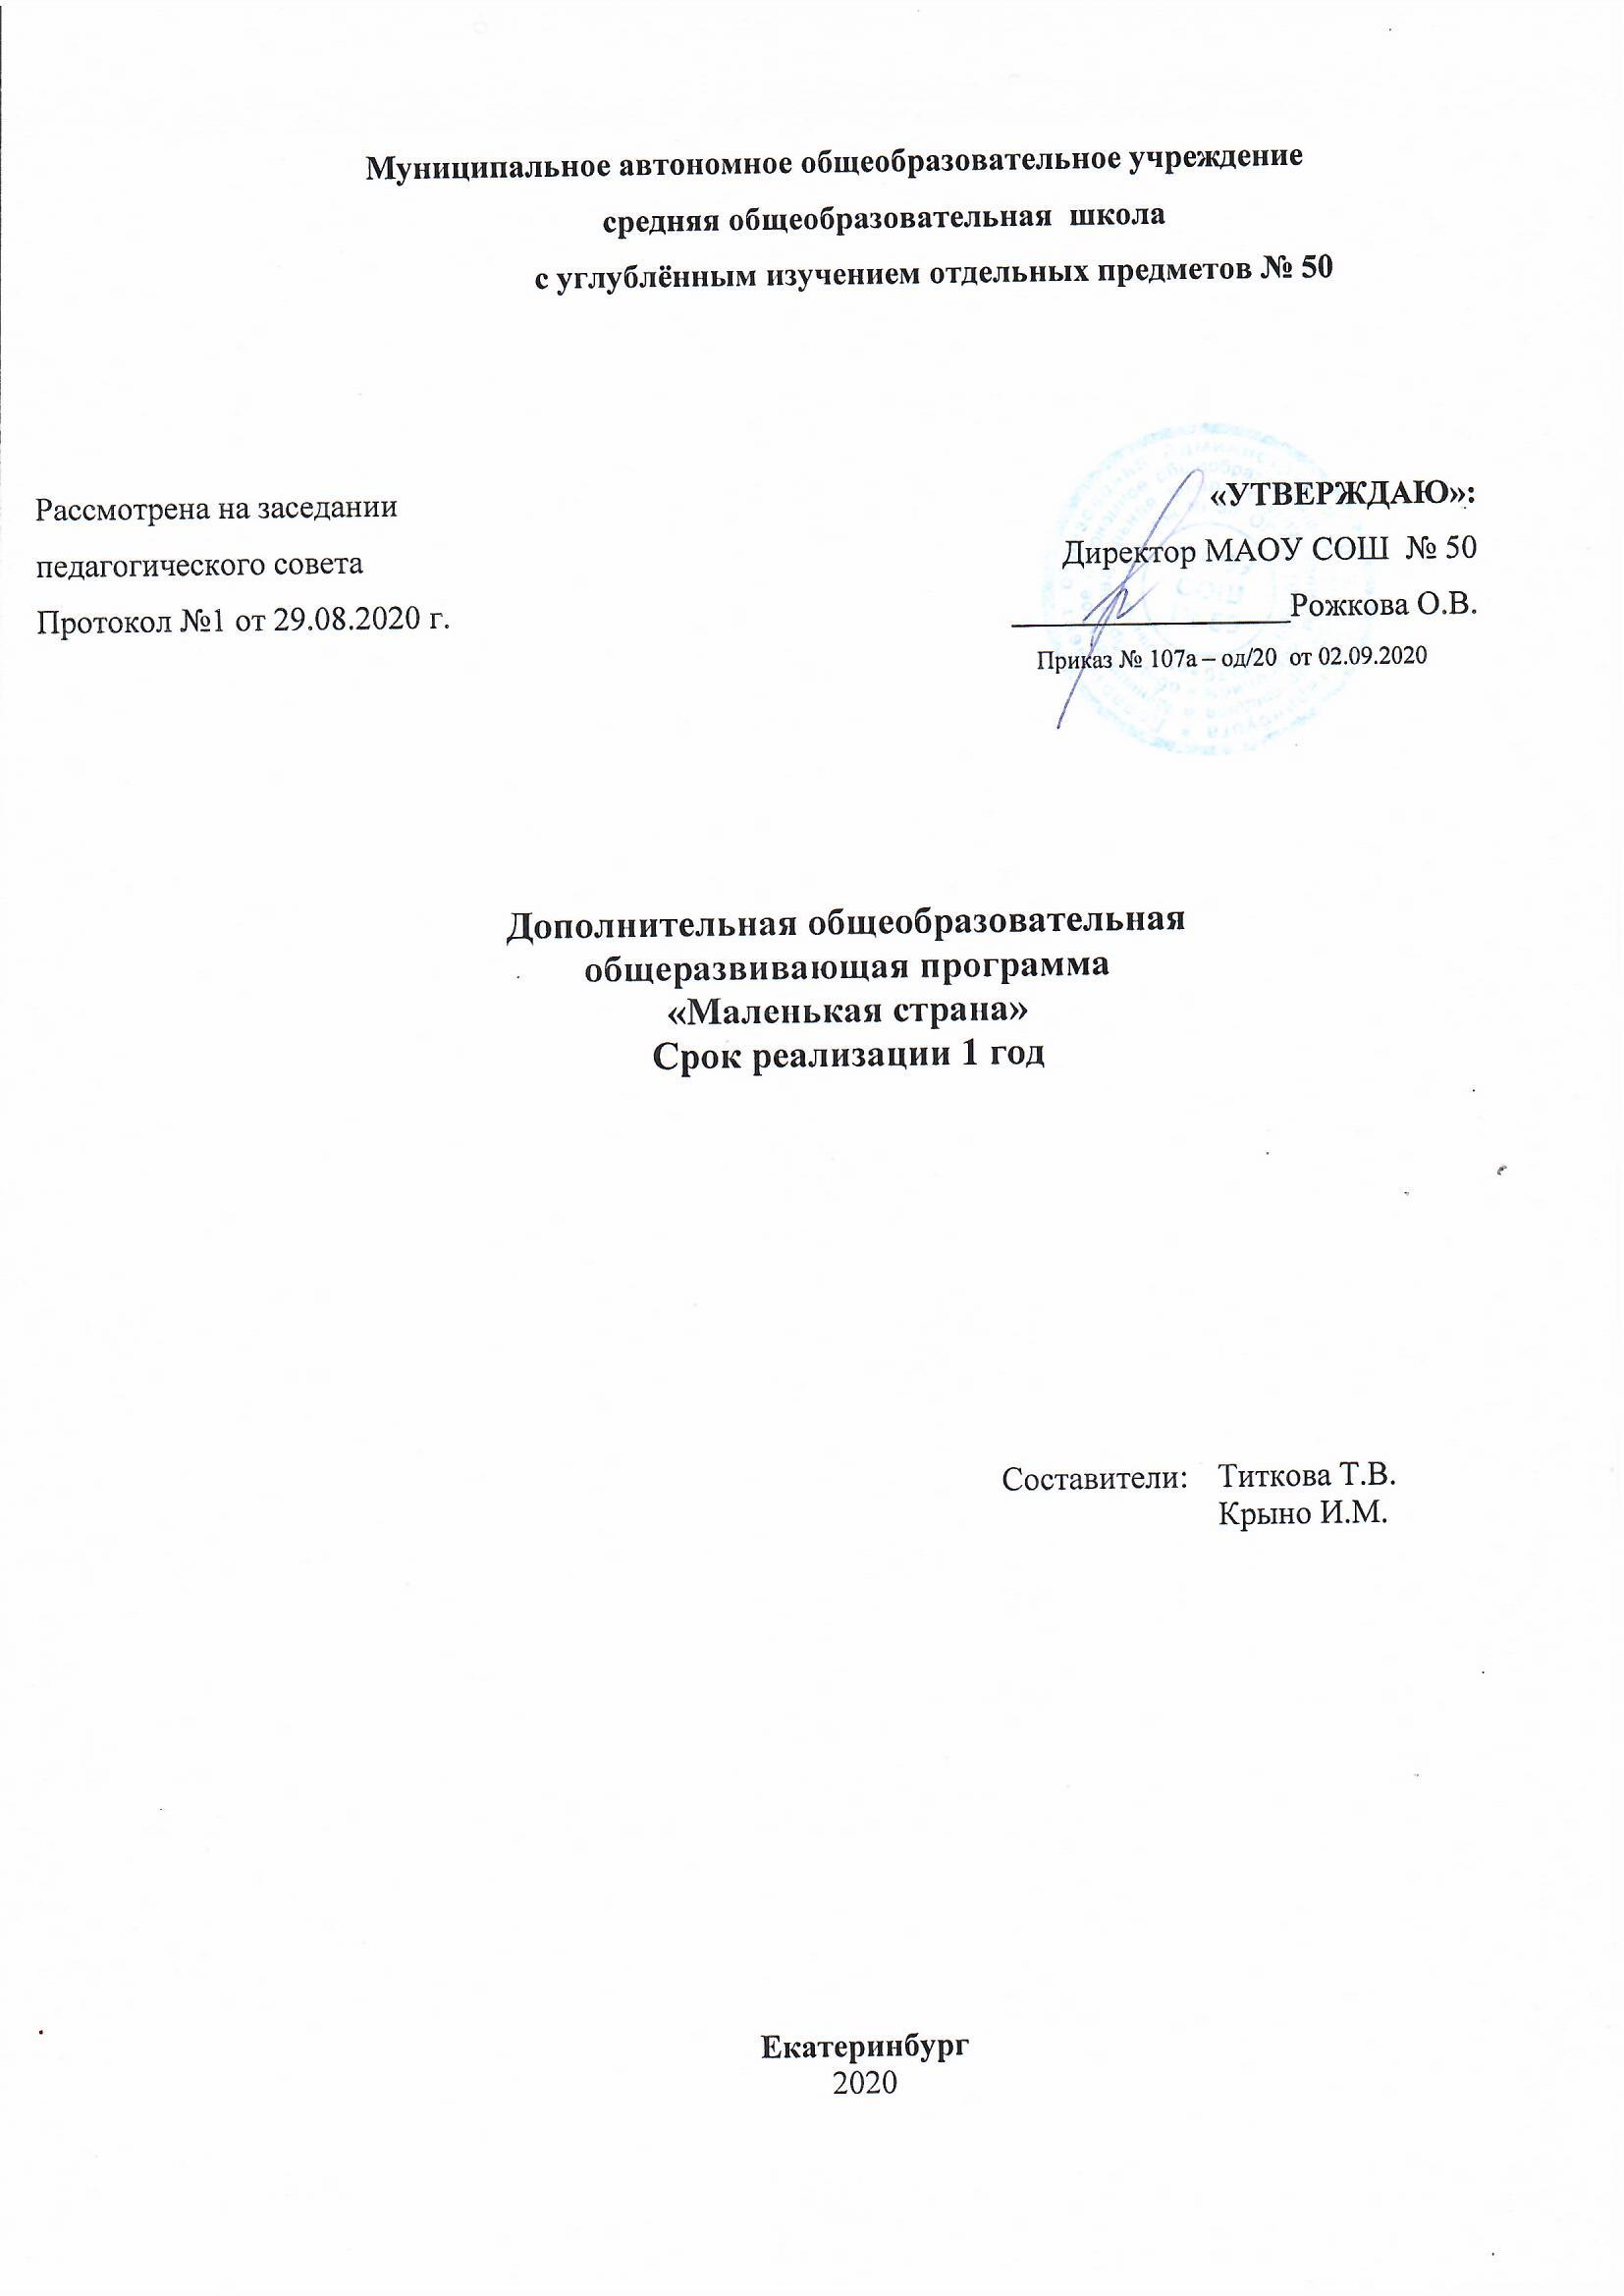 Муниципальное автономное общеобразовательное учреждение
средняя общеобразовательная школа
с углублённым изучением отдельных предметов № 50
Рассмотрена на заседании
педагогического совета
Протокол №1 от 29.08.2020 г.
«УТВЕРЖДАЮ»:
Директор МАОУ СОШ № 50
Рожкова О.В.
Приказ № 107а – од/20 от 02.09.2020
Дополнительная общеобразовательная
общеразвивающая программа
«Маленькая страна»
Срок реализации 1 год
Составители: Титкова Т.В.
Крыно И.М.
Екатеринбург
2020